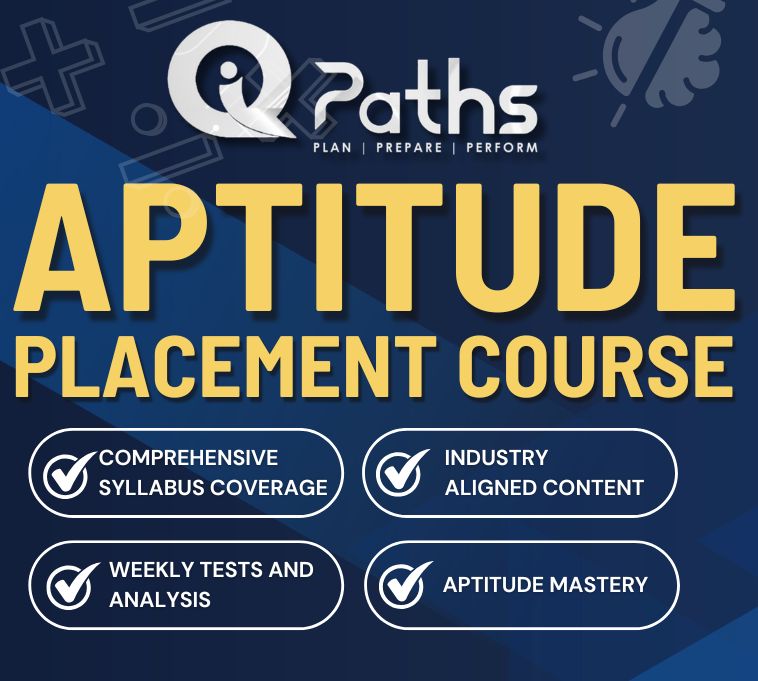 Qi Paths
PLAN | PREPARE | PERFORM
APTITUDE
PLACEMENT COURSE
COMPREHENSIVE
SYLLABUS COVERAGE
INDUSTRY
ALIGNED CONTENT
WEEKLY TESTS AND
ANALYSIS
APTITUDE MASTERY